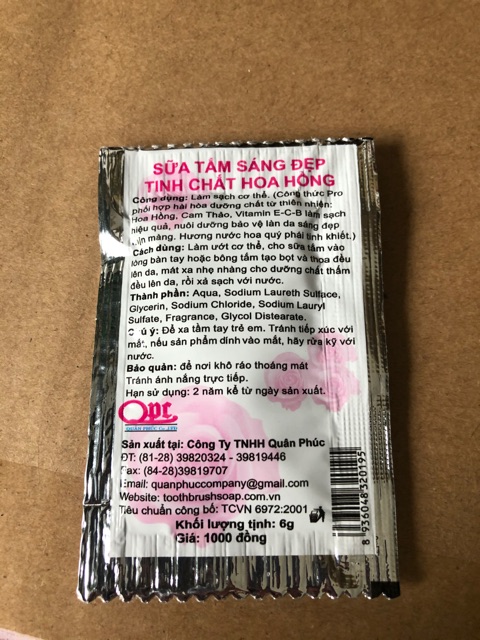 SỮA TẮM SÁNG ĐẸP
TINH CHẤT HOA HỒNG
Công dụng: Làm sạch cơ thể. (Công thức Pro
phối hợp hài hòa dưỡng chất từ thiên nhiên:
Hoa Hồng, Cam Thảo, Vitamin E-C-B làm sạch
hiệu quả, nuôi dưỡng bảo vệ làn da sáng đẹp
mịn màng. Hương nước hoa quý phái tinh khiết.)
Cách dùng: Làm ướt cơ thể, cho sữa tắm vào
lòng bàn tay hoặc bông tắm tạo bọt và thoa đều
lên da, mát xa nhẹ nhàng cho dưỡng chất thấm
đều lên da, rồi xả sạch với nước.
Thành phần: Aqua, Sodium Laureth Sulface,
Glycerin, Sodium Chloride, Sodium Lauryl
Sulfate, Fragrance, Glycol Distearate.
Chú ý: Để xa tầm tay trẻ em. Tránh tiếp xúc với
mắt, nếu sản phẩm dính vào mắt, hãy rửa kỹ với
nước.
Bảo quản: để nơi khô ráo thoáng mát
Tránh ánh nắng trực tiếp.
Hạn sử dụng: 2 năm kể từ ngày sản xuất.
Qpc
QUÂN PHÚC Co.,LTD
Sản xuất tại: Công Ty TNHH Quân Phúc
ĐT: (81-28) 39820324 - 39819446
Fax: (84-28)39819707
Email: quanphuccompany@gmail.com
Website: toothbrushsoap.com.vn
Tiêu chuẩn công bố: TCVN 6972:2001
Khối lượng tịnh: 6g
Giá: 1000 đồng
8 936048 320195